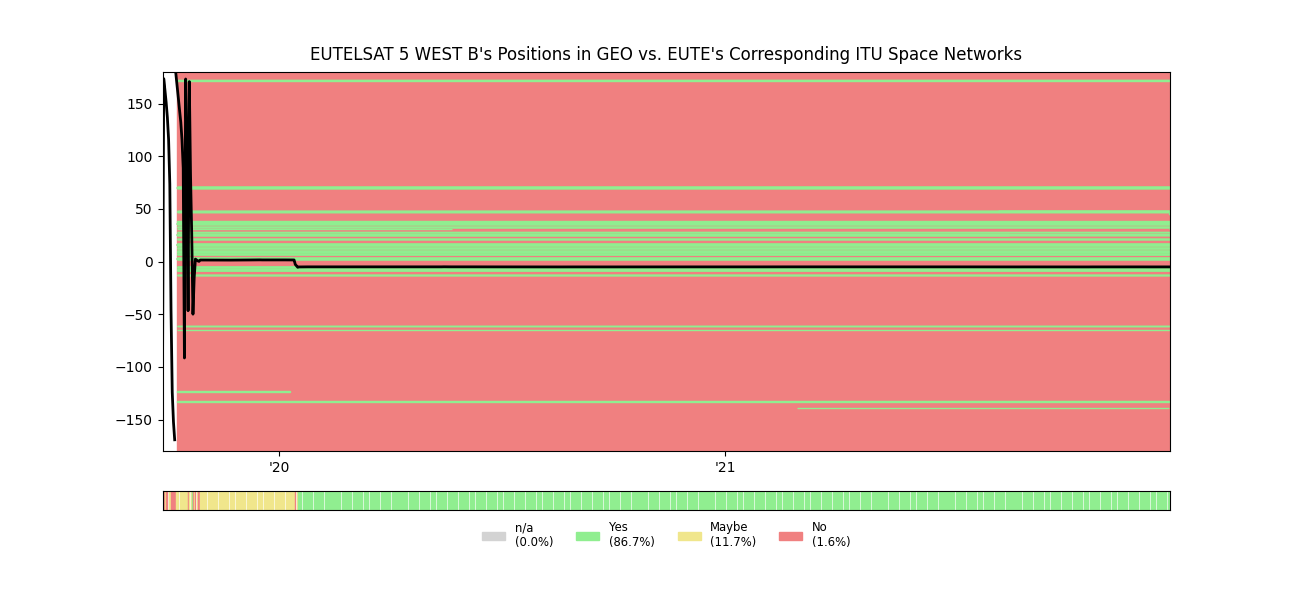 EUTELSAT 5 WEST B's Positions in GEO vs. EUTE's Corresponding ITU Space Networks
150
100
50
0
−50
−100
−150
'20
'21
n/a
(0.0%)
Yes
(86.7%)
Maybe
(11.7%)
No
(1.6%)